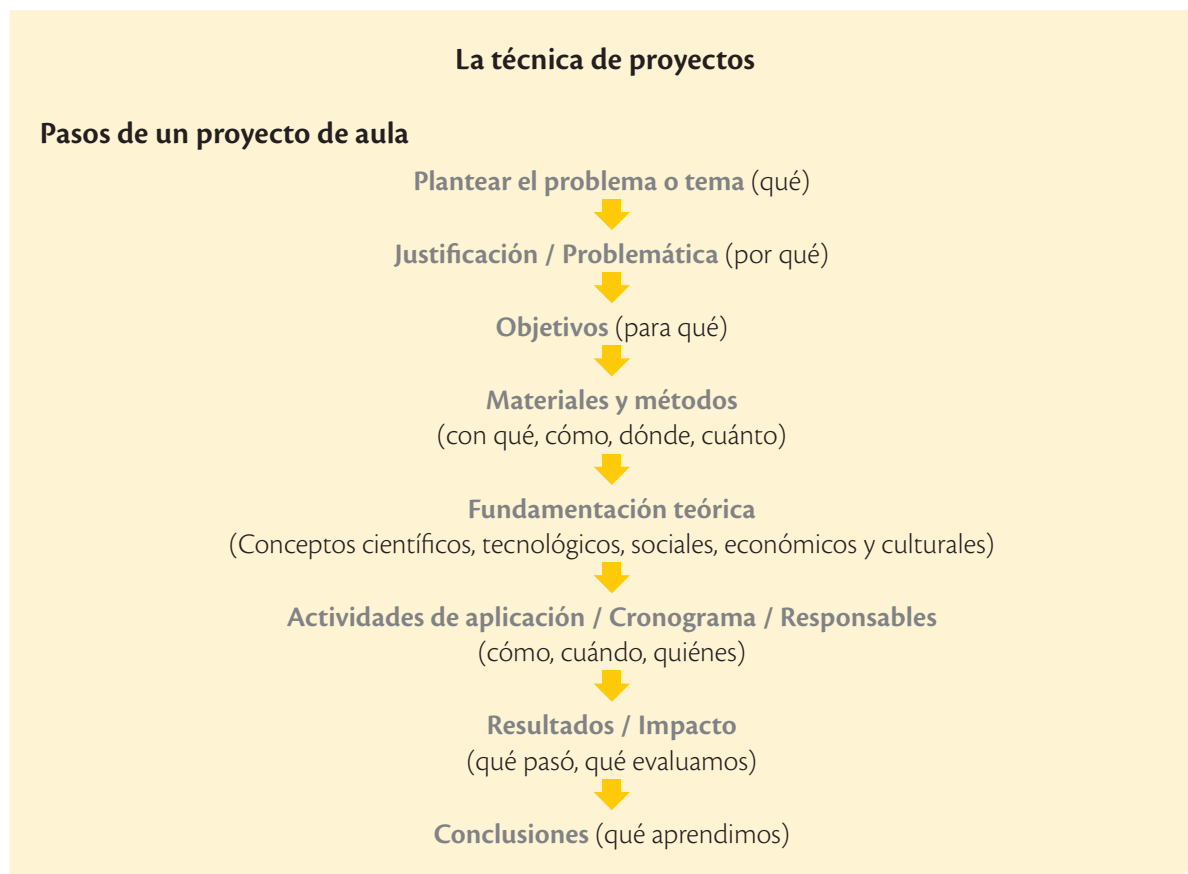 La técnica de proyectos
Pasos de un proyecto de aula
Plantear el problema o tema (qué)
Justificación / Problemática (por qué)
Objetivos (para qué)
Materiales y métodos
(con qué, cómo, dónde, cuánto)
Fundamentación teórica
(Conceptos científicos, tecnológicos, sociales, económicos y culturales)
Actividades de aplicación / Cronograma / Responsables
(cómo, cuándo, quiénes)
Resultados / Impacto
(qué pasó, qué evaluamos)
Conclusiones (qué aprendimos)